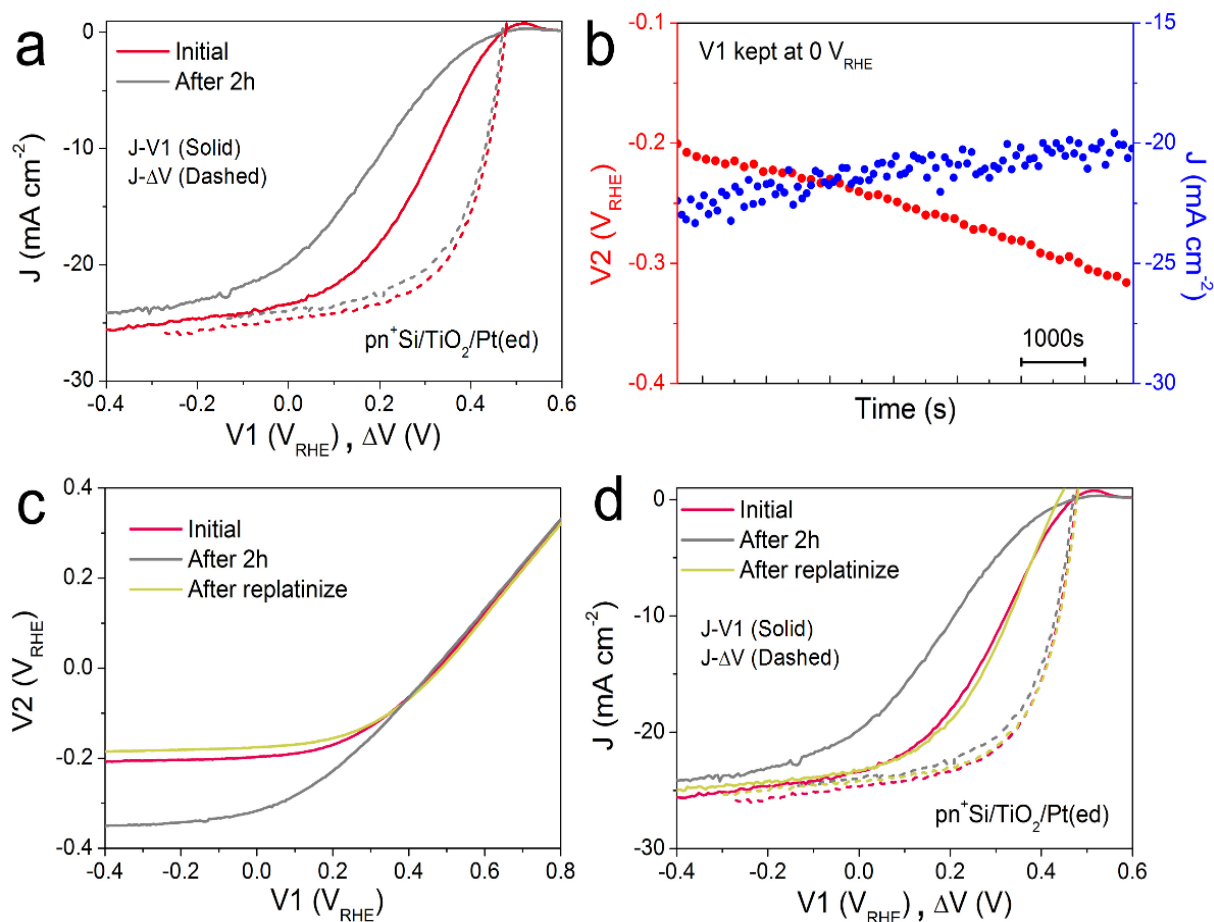 a
Initial
After 2h
J-V1 (Solid)
J-ΔV (Dashed)
pn⁺Si/TiO₂/Pt(ed)
0
-10
-20
-30
J (mA cm⁻²)
-0.4 -0.2 0.0 0.2 0.4 0.6
V1 (V_RHE) , ΔV (V)
b
V1 kept at 0 V_RHE
-0.1
-0.2
-0.3
-0.4
V2 (V_RHE)
-15
-20
-25
-30
J (mA cm⁻²)
1000s
Time (s)
c
Initial
After 2h
After replatinize
0.4
0.2
0.0
-0.2
-0.4
V2 (V_RHE)
-0.4 -0.2 0.0 0.2 0.4 0.6 0.8
V1 (V_RHE)
d
Initial
After 2h
After replatinize
J-V1 (Solid)
J-ΔV (Dashed)
pn⁺Si/TiO₂/Pt(ed)
0
-10
-20
-30
J (mA cm⁻²)
-0.4 -0.2 0.0 0.2 0.4 0.6
V1 (V_RHE) , ΔV (V)